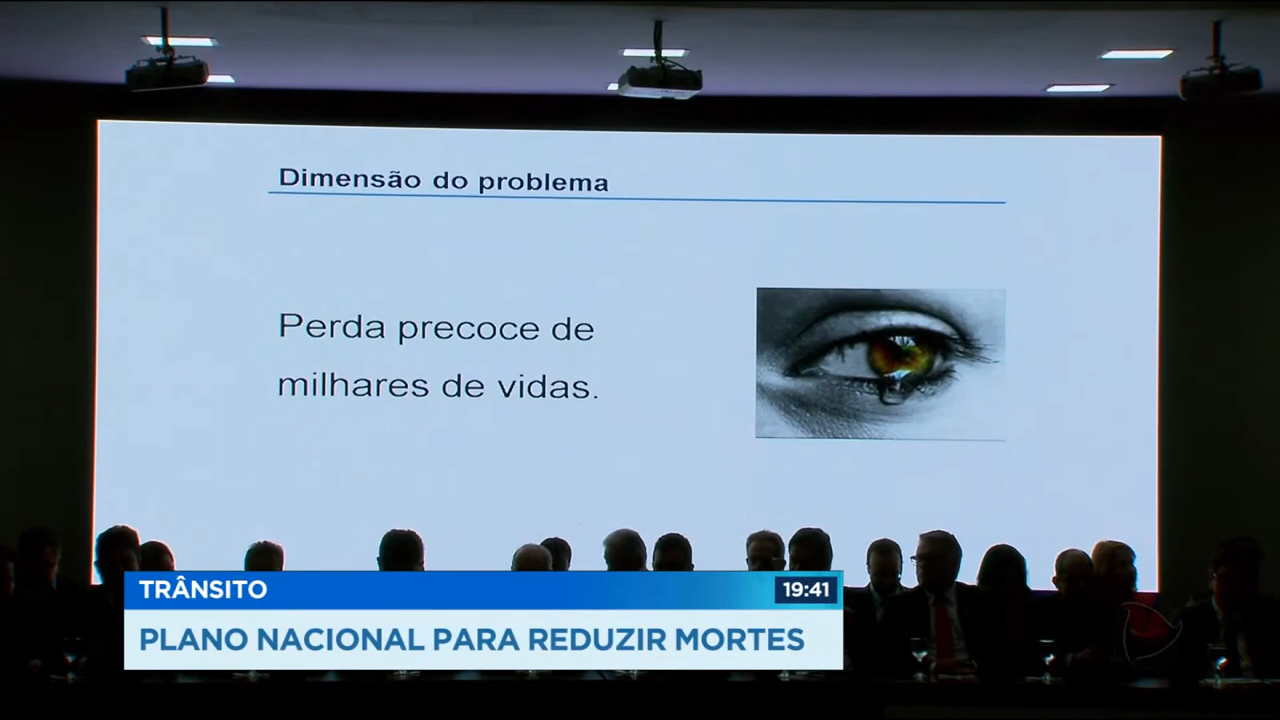 Dimensão do problema
Perda precoce de
milhares de vidas.
TRÂNSITO
19:41
PLANO NACIONAL PARA REDUZIR MORTES